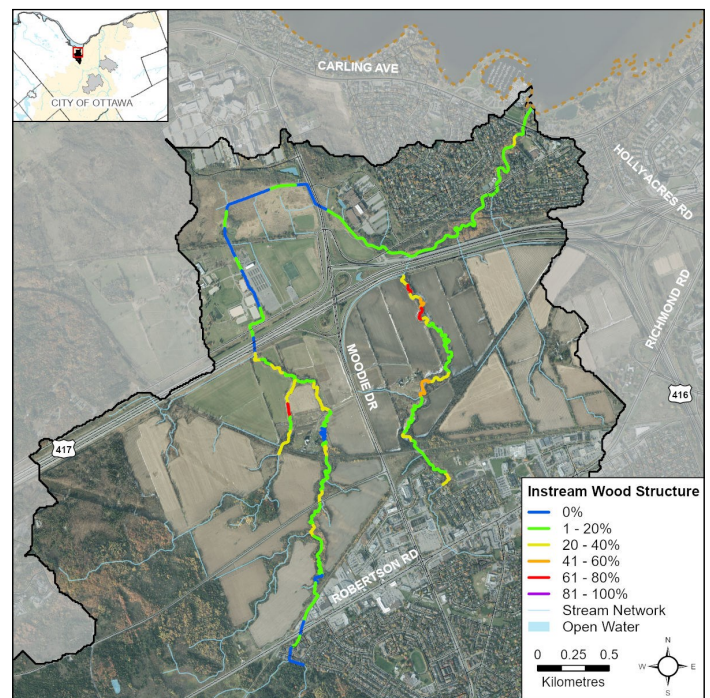 CITY OF OTTAWA
CARLING AVE
HOLLY ACRES RD
RICHMOND RD
MOODIE DR
416
417
ROBERTSON RD
Instream Wood Structure
0%
1 - 20%
20 - 40%
41 - 60%
61 - 80%
81 - 100%
Stream Network
Open Water
0 0.25 0.5
Kilometres
N
W E
S